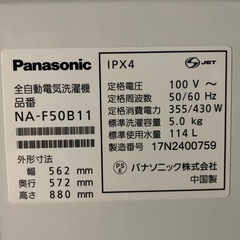 Panasonic
全自動電気洗濯機
品番
NA-F50B11
外形寸法
幅 562 mm
奥行 572 mm
高さ 880 mm
IPX4
JET
定格電圧 100 V~
定格周波数 50/60 Hz
定格消費電力 355/430 W
標準洗濯容量 5.0 kg
標準使用水量 114 L
製造番号 17N2400759
PS E
パナソニック株式会社
中国製